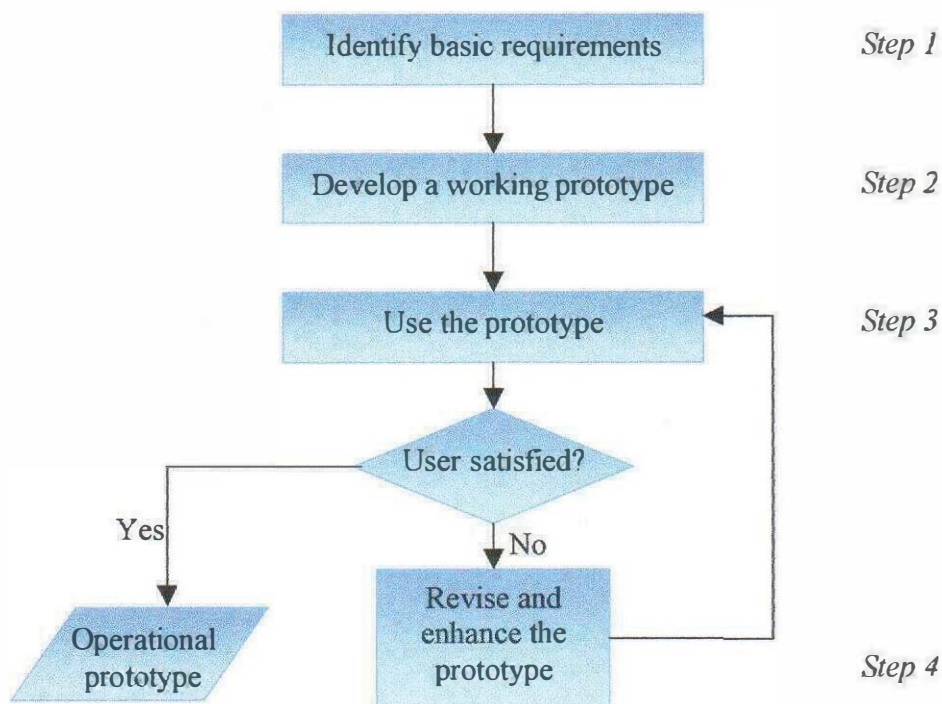 Identify basic requirements
Step 1
Develop a working prototype
Step 2
Use the prototype
Step 3
User satisfied?
Yes
No
Operational
prototype
Revise and
enhance the
prototype
Step 4